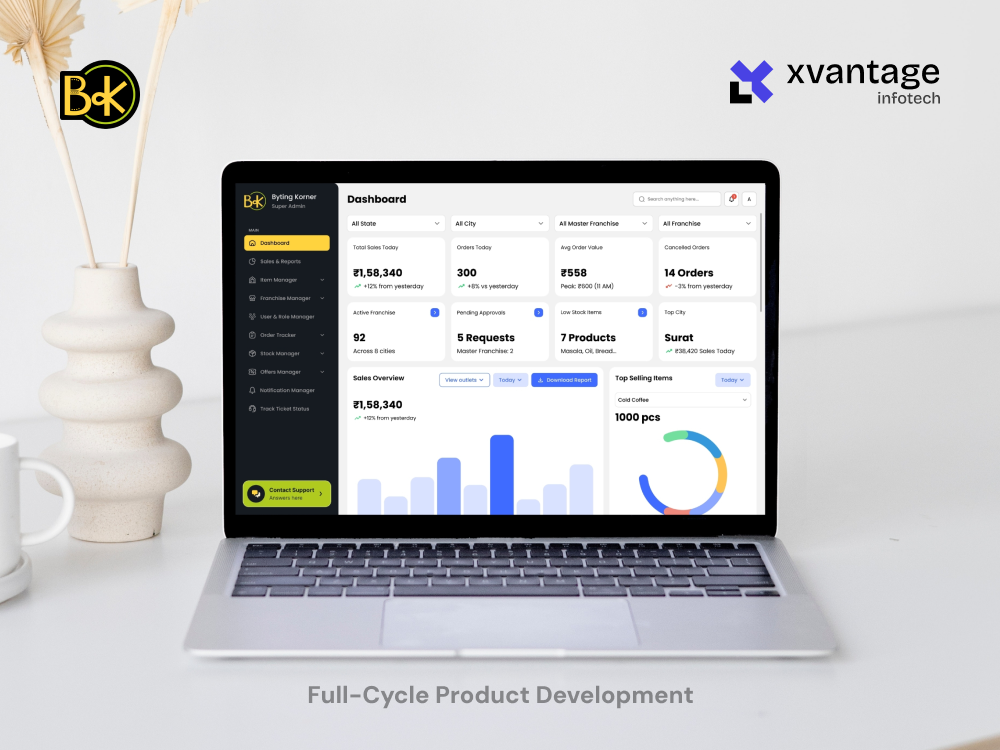 BdK
xvantage
infotech
BdK
Byting Korner
Super Admin
MAIN
Dashboard
Sales & Reports
Item Manager
Franchise Manager
User & Role Manager
Order Tracker
Stock Manager
Offers Manager
Notification Manager
Track Ticket Status
Contact Support
Answers here
Dashboard
Search anything here...
A
All State
All City
All Master Franchise
All Franchise
Total Sales Today
₹1,58,340
+12% from yesterday
Orders Today
300
+8% vs yesterday
Avg Order Value
₹558
Peak: ₹600 (11 AM)
Cancelled Orders
14 Orders
-3% from yesterday
Active Franchise
92
Across 8 cities
Pending Approvals
5 Requests
Master Franchise: 2
Low Stock Items
7 Products
Masala, Oil, Bread...
Top City
Surat
₹38,420 Sales Today
Sales Overview
View outlets
Today
Download Report
₹1,58,340
+12% from yesterday
Top Selling Items
Today
Cold Coffee
1000 pcs
Full-Cycle Product Development